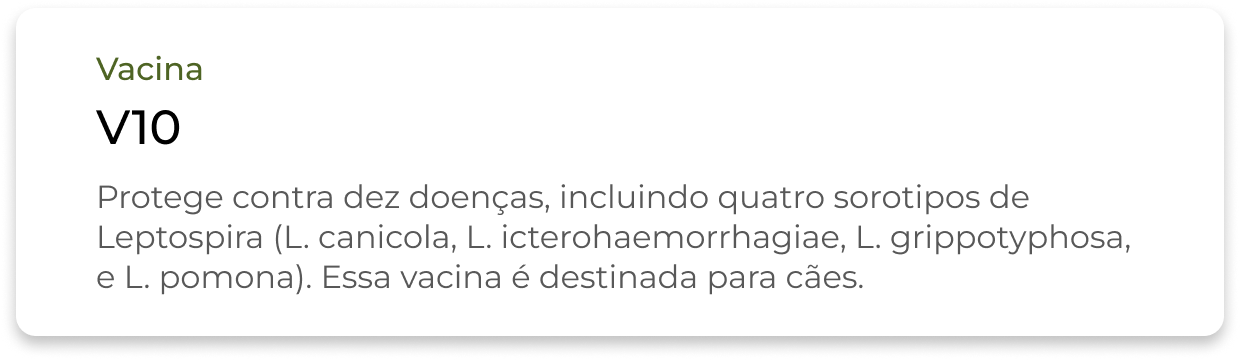 Vacina
V10
Protege contra dez doenças, incluindo quatro sorotipos de
Leptospira (L. canicola, L. icterohaemorrhagiae, L. grippotyphosa,
e L. pomona). Essa vacina é destinada para cães.